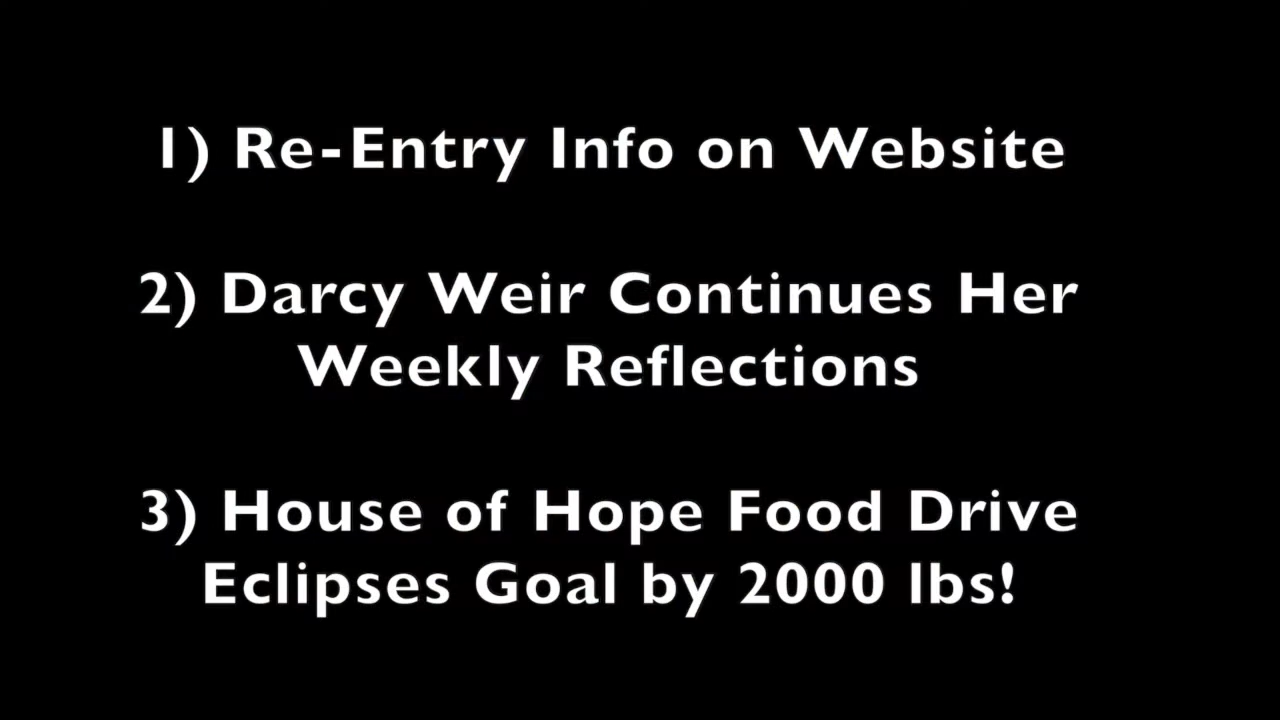 1) Re-Entry Info on Website
2) Darcy Weir Continues Her
Weekly Reflections
3) House of Hope Food Drive
Eclipses Goal by 2000 lbs!